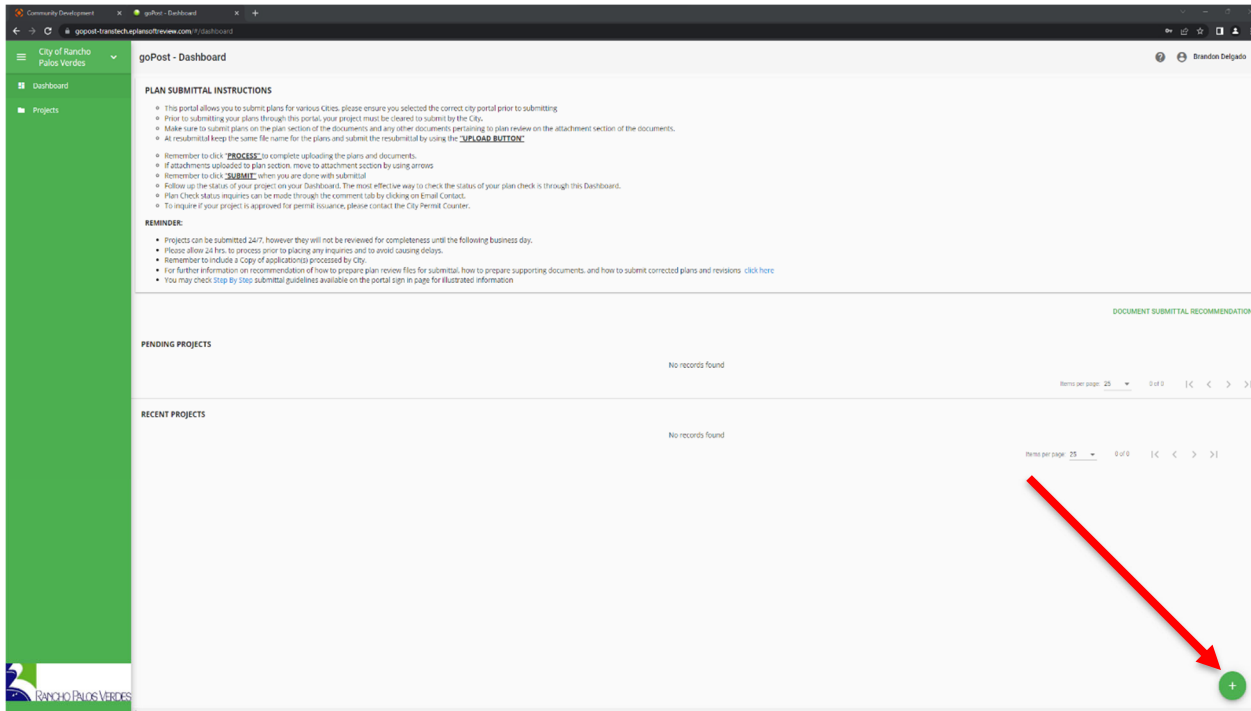 Community Development
goPost - Dashboard
gopost-transtech.eplansoftreview.com/#/dashboard
City of Rancho
Palos Verdes
goPost - Dashboard
Brandon Delgado
Dashboard
Projects
PLAN SUBMITTAL INSTRUCTIONS
This portal allows you to submit plans for various Cities, please ensure you selected the correct city portal prior to submitting
Prior to submitting your plans through this portal, your project must be cleared to submit by the City.
Make sure to submit plans on the plan section of the documents and any other documents pertaining to plan review on the attachment section of the documents.
At resubmittal keep the same file name for the plans and submit the resubmittal by using the "UPLOAD BUTTON"
Remember to click "PROCESS" to complete uploading the plans and documents.
If attachments uploaded to plan section, move to attachment section by using arrows
Remember to click "SUBMIT" when you are done with submittal
Follow up the status of your project on your Dashboard. The most effective way to check the status of your plan check is through this Dashboard.
Plan Check status inquiries can be made through the comment tab by clicking on Email Contact.
To inquire if your project is approved for permit issuance, please contact the City Permit Counter.
REMINDER:
Projects can be submitted 24/7, however they will not be reviewed for completeness until the following business day.
Please allow 24 hrs. to process prior to placing any inquiries and to avoid causing delays.
Remember to include a Copy of application(s) processed by City.
For further information on recommendation of how to prepare plan review files for submittal, how to prepare supporting documents, and how to submit corrected plans and revisions click here
You may check Step By Step submittal guidelines available on the portal sign in page for illustrated information
DOCUMENT SUBMITTAL RECOMMENDATION
PENDING PROJECTS
No records found
Items per page: 25 0 of 0
RECENT PROJECTS
No records found
Items per page: 25 0 of 0
RANCHO PALOS VERDES